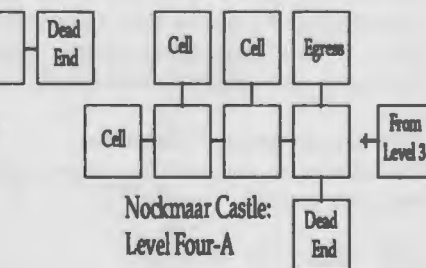 Dead
End
Cell
Cell
Egress
Cell
From
Level 3
Nockmaar Castle:
Level Four-A
Dead
End